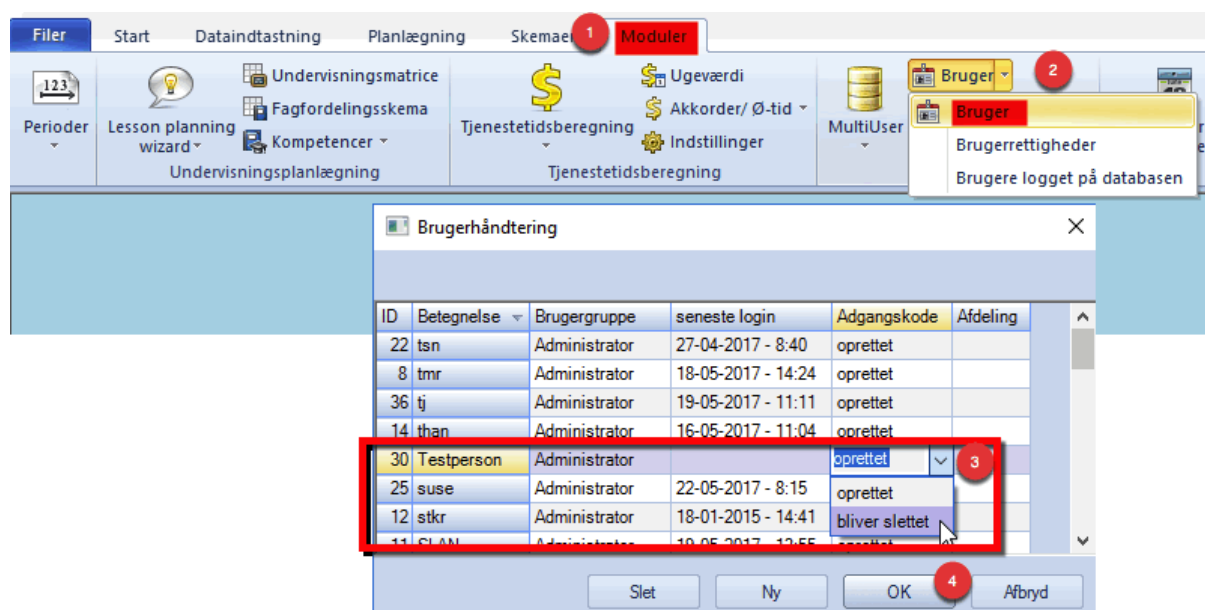 Filer Start Dataindtastning Planlægning Skemaer 1 Moduler
123 Undervisningsmatrice Ugeværdi Bruger 2
Fagfordelingsskema Akkorder/ Ø-tid Bruger
Perioder Lesson planning Tjenestetidsberegning MultiUser
wizard Kompetencer Indstillinger Brugerrettigheder
Undervisningsplanlægning Tjenestetidsberegning Brugere logget på databasen
Brugerhåndtering
ID Betegnelse Brugergruppe seneste login Adgangskode Afdeling
22 tsn Administrator 27-04-2017 - 8:40 oprettet
8 tmr Administrator 18-05-2017 - 14:24 oprettet
36 tj Administrator 19-05-2017 - 11:11 oprettet
14 than Administrator 16-05-2017 - 11:04 oprettet
30 Testperson Administrator oprettet 3
25 suse Administrator 22-05-2017 - 8:15 oprettet
12 stkr Administrator 18-01-2015 - 14:41 bliver slettet
Slet Ny OK 4 Afbryd